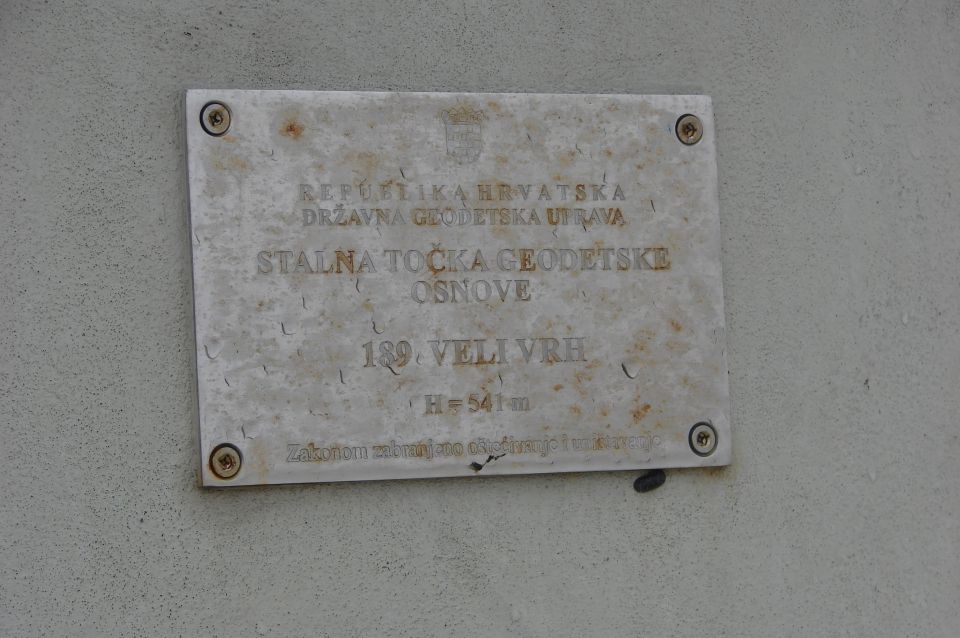 REPUBLIKA HRVATSKA
DRŽAVNA GEODETSKA UPRAVA
STALNA TOČKA GEODETSKE
OSNOVE
189 VELI VRH
H = 541 m
Zakonom zabranjeno oštećivanje i uništavanje